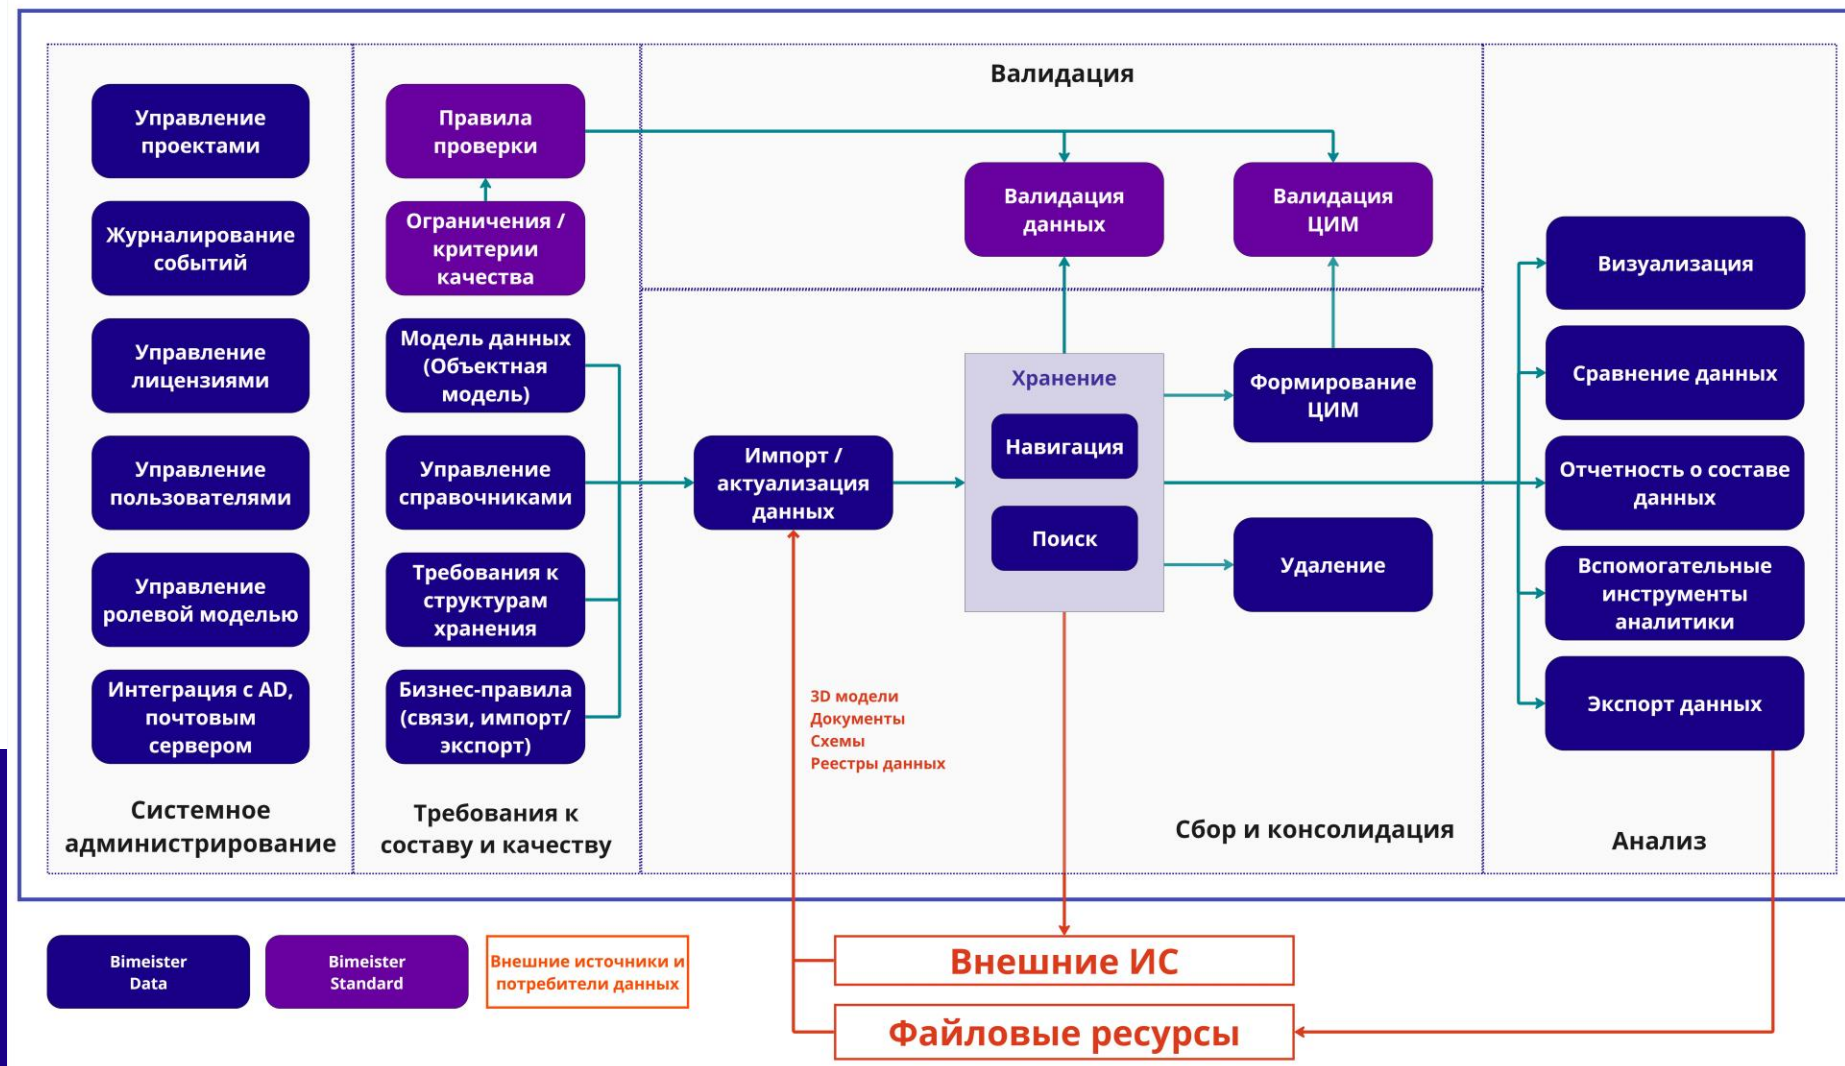 Управление
проектами
Журналирование
событий
Управление
лицензиями
Управление
пользователями
Управление
ролевой моделью
Интеграция с AD,
почтовым
сервером
Системное
администрирование
Правила
проверки
Ограничения /
критерии
качества
Модель данных
(Объектная
модель)
Управление
справочниками
Требования к
структурам
хранения
Бизнес-правила
(связи, импорт/
экспорт)
Требования к
составу и качеству
Валидация
Валидация
данных
Валидация
ЦИМ
Импорт /
актуализация
данных
Хранение
Навигация
Поиск
Формирование
ЦИМ
Удаление
3D модели
Документы
Схемы
Реестры данных
Сбор и консолидация
Визуализация
Сравнение данных
Отчетность о составе
данных
Вспомогательные
инструменты
аналитики
Экспорт данных
Анализ
Bimeister
Data
Bimeister
Standard
Внешние источники и
потребители данных
Внешние ИС
Файловые ресурсы